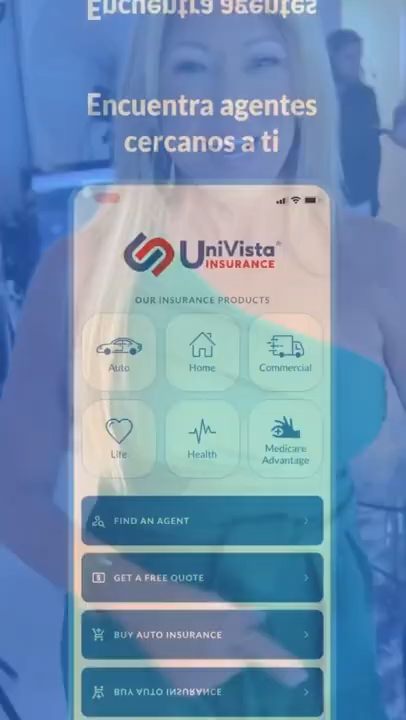 Encuentra agentes
Encuentra agentes
cercanos a ti
UniVista®
INSURANCE
OUR INSURANCE PRODUCTS
Auto
Home
Commercial
Life
Health
Medicare
Advantage
FIND AN AGENT
GET A FREE QUOTE
BUY AUTO INSURANCE
BUY AUTO INSURANCE